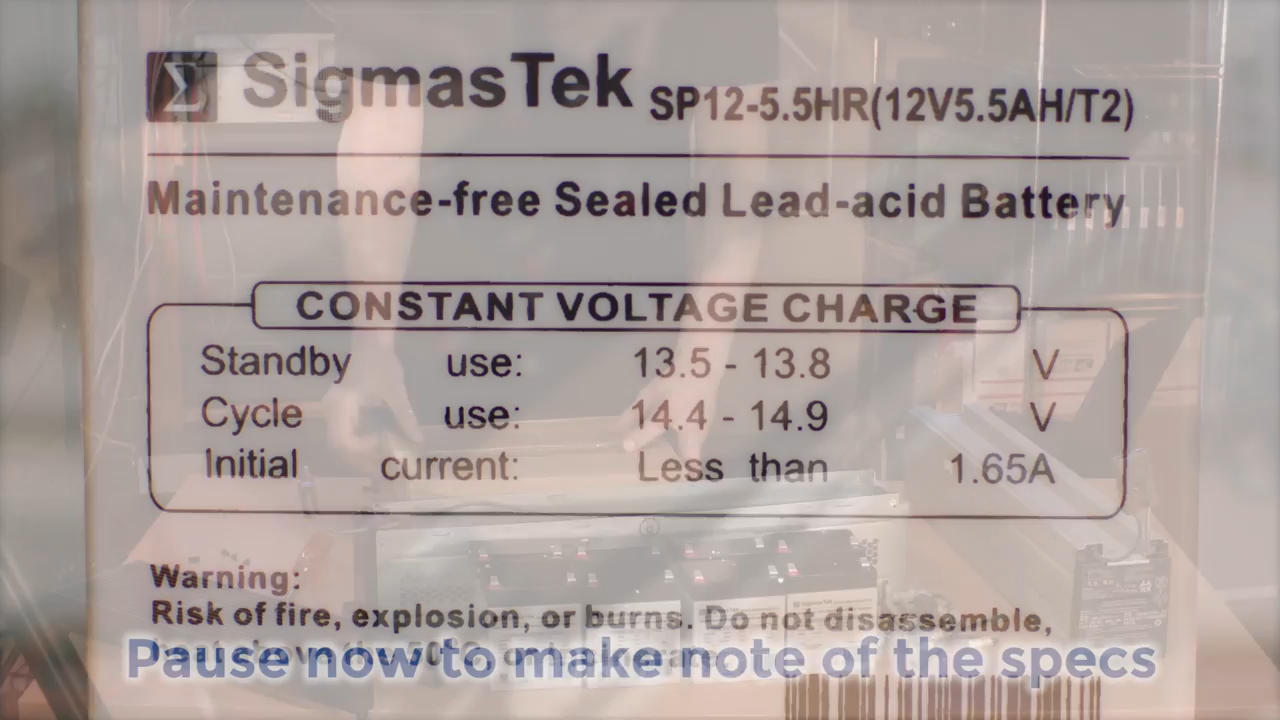 Σ SigmasTek SP12-5.5HR(12V5.5AH/T2)
Maintenance-free Sealed Lead-acid Battery
CONSTANT VOLTAGE CHARGE
Standby use: 13.5 - 13.8 V
Cycle use: 14.4 - 14.9 V
Initial current: Less than 1.65A
Warning:
Risk of fire, explosion, or burns. Do not disassemble,
Pause now to make note of the specs